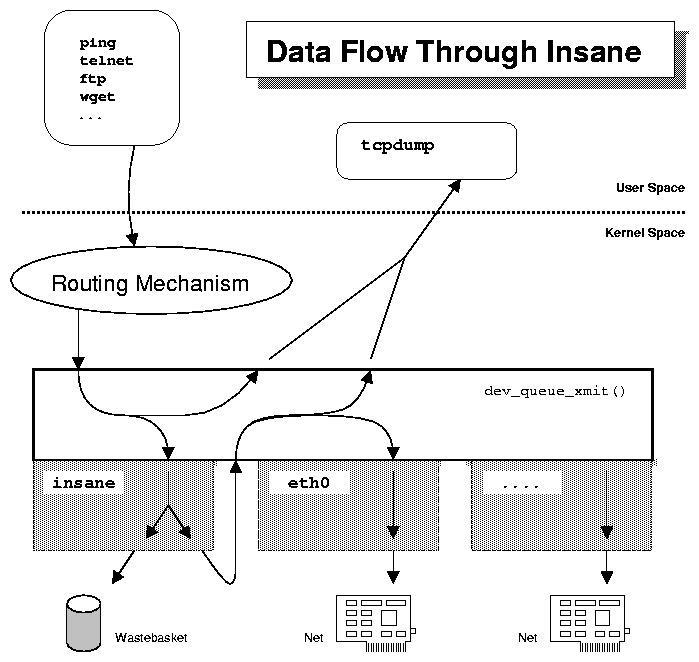 Data Flow Through Insane
ping
telnet
ftp
wget
...
tcpdump
User Space
Kernel Space
Routing Mechanism
dev_queue_xmit()
insane
eth0
....
Wastebasket
Net
Net